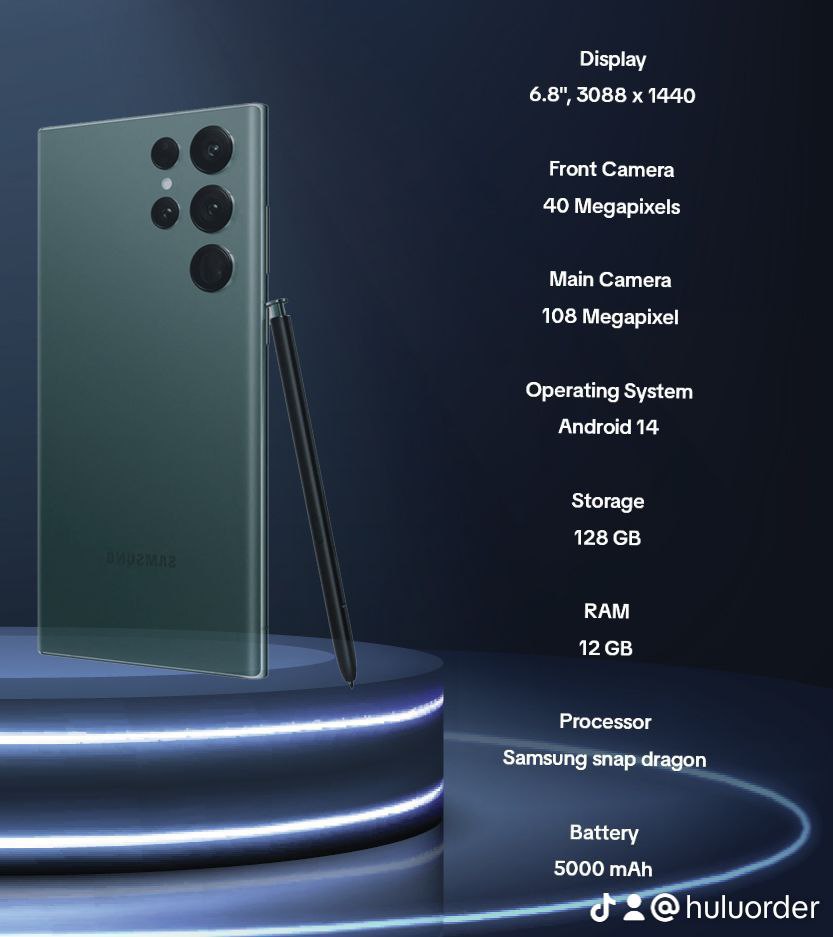 Display
6.8", 3088 x 1440
Front Camera
40 Megapixels
Main Camera
108 Megapixel
Operating System
Android 14
Storage
128 GB
SAMSUNG
RAM
12 GB
Processor
Samsung snap dragon
Battery
5000 mAh
@huluorder